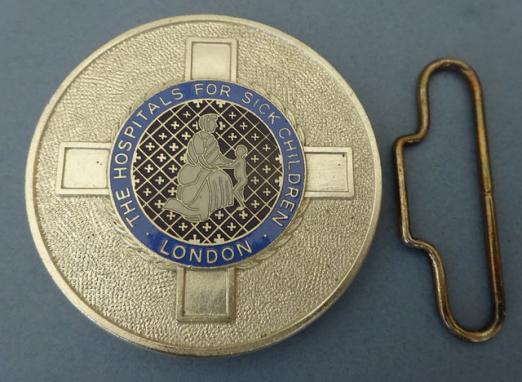 THE HOSPITALS FOR SICK CHILDREN
· LONDON ·